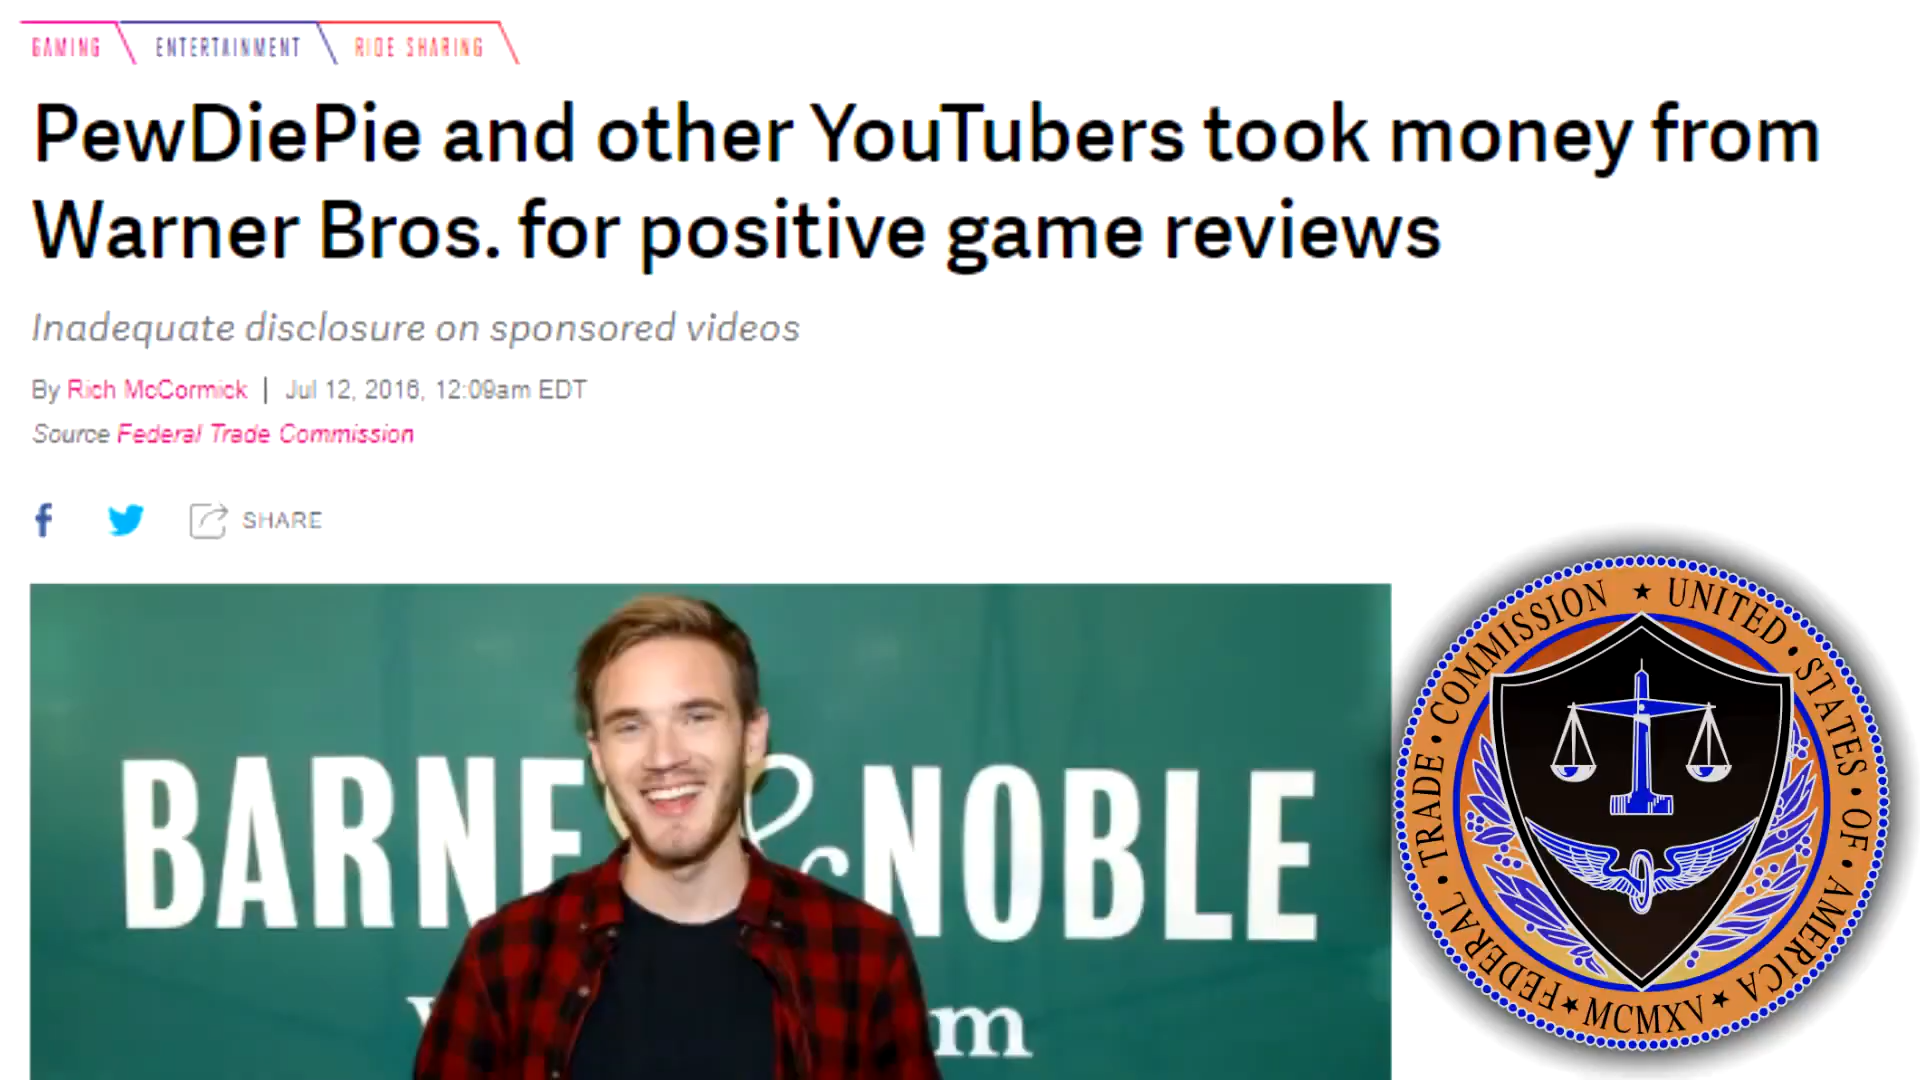 GAMING
ENTERTAINMENT
RIDE SHARING
PewDiePie and other YouTubers took money from
Warner Bros. for positive game reviews
Inadequate disclosure on sponsored videos
By Rich McCormick | Jul 12, 2016, 12:09am EDT
Source Federal Trade Commission
f
SHARE
BARNE & NOBLE
m
FEDERAL • TRADE • COMMISSION ★ UNITED • STATES • OF • AMERICA ★ MCMXV ★